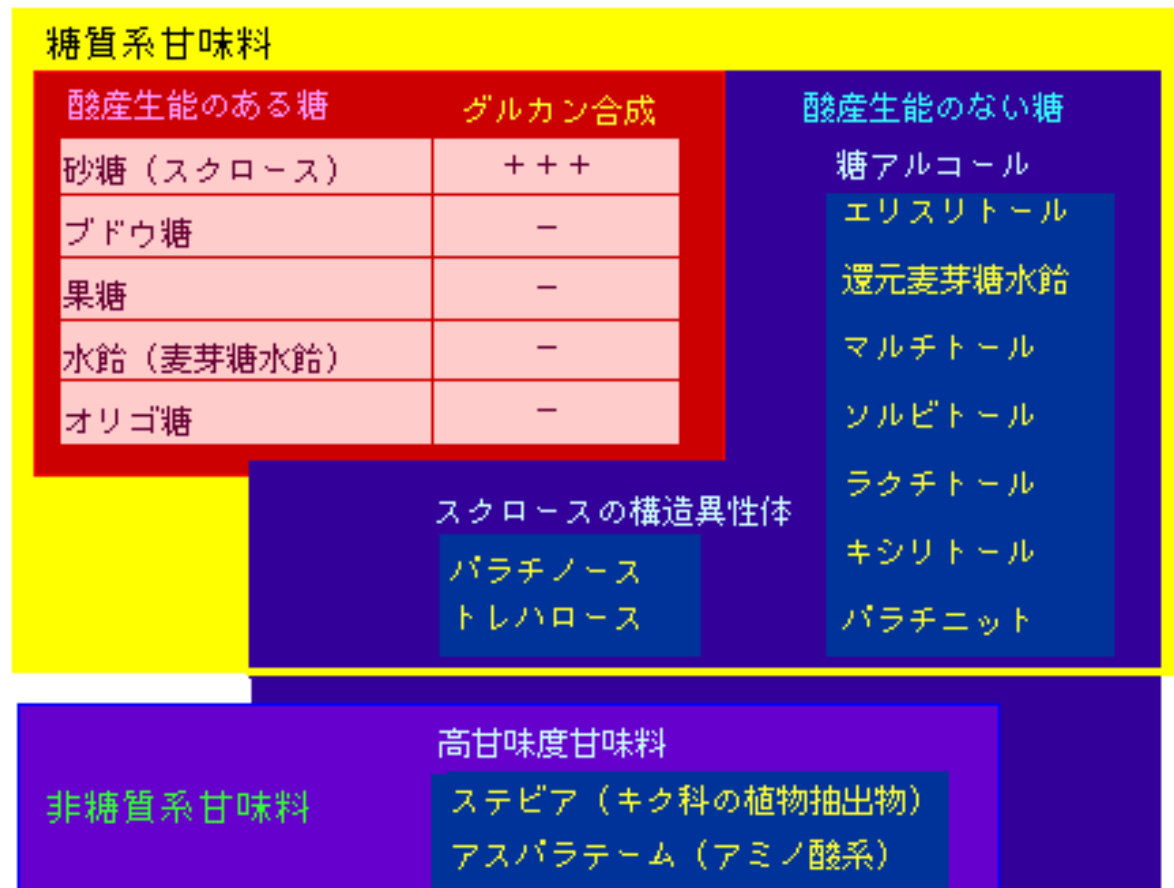 糖質系甘味料
酸産生能のある糖 グルカン合成
砂糖（スクロース） +++
ブドウ糖 −
果糖 −
水飴（麦芽糖水飴） −
オリゴ糖 −
酸産生能のない糖
糖アルコール
エリスリトール
還元麦芽糖水飴
マルチトール
ソルビトール
ラクチトール
キシリトール
パラチニット
スクロースの構造異性体
パラチノース
トレハロース
非糖質系甘味料
高甘味度甘味料
ステビア（キク科の植物抽出物）
アスパラテーム（アミノ酸系）